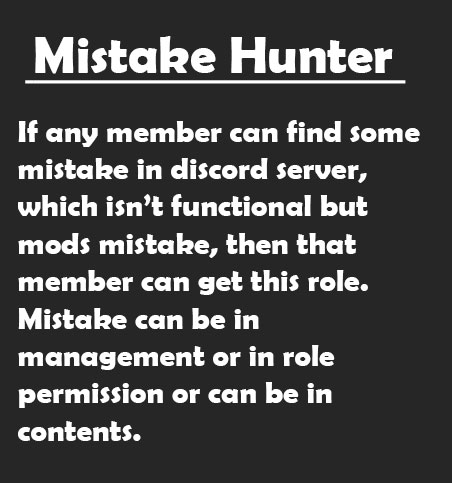 Mistake Hunter
If any member can find some
mistake in discord server,
which isn't functional but
mods mistake, then that
member can get this role.
Mistake can be in
management or in role
permission or can be in
contents.